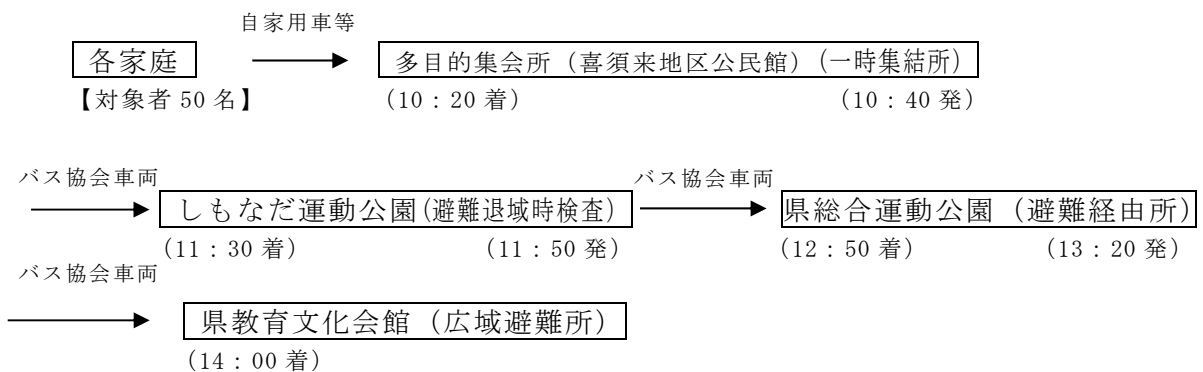 自家用車等
各家庭 多目的集会所（喜須来地区公民館）（一時集結所）
【対象者 50 名】 （10：20 着） （10：40 発）
バス協会車両 バス協会車両
しもなだ運動公園（避難退域時検査） 県総合運動公園（避難経由所）
（11：30 着） （11：50 発） （12：50 着） （13：20 発）
バス協会車両
県教育文化会館（広域避難所）
（14：00 着）